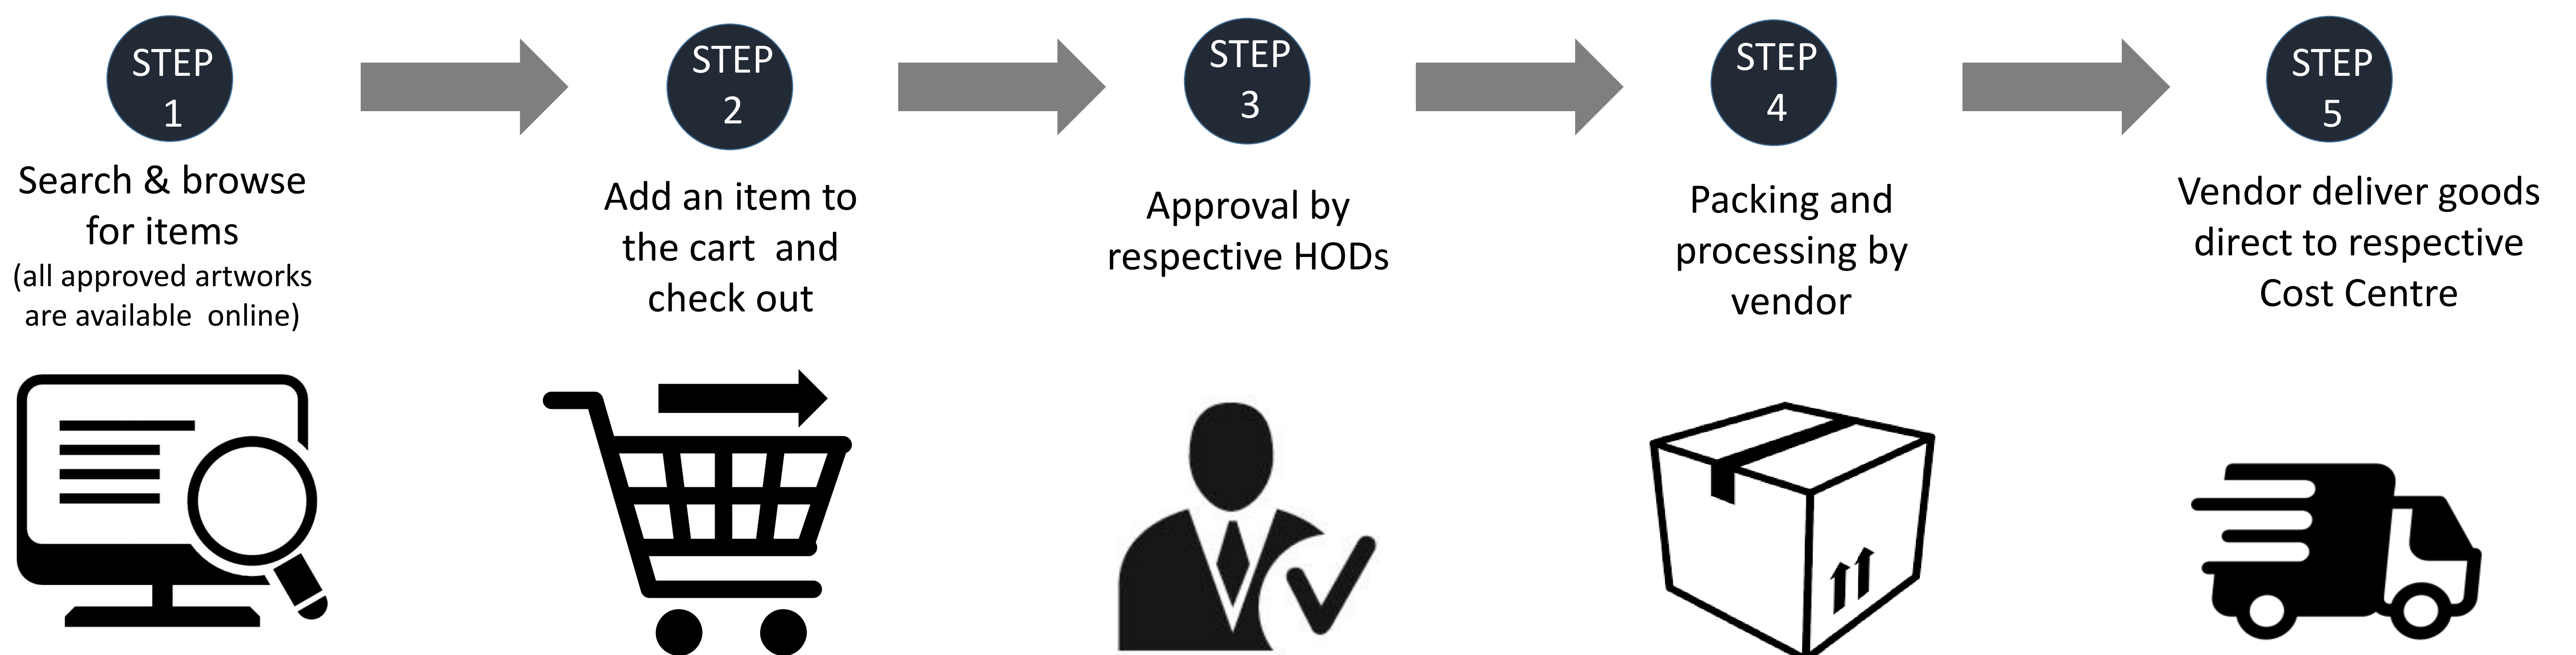 STEP
1
Search & browse
for items
(all approved artworks
are available  online)
STEP
2
Add an item to
the cart  and
check out
STEP
3
Approval by
respective HODs
STEP
4
Packing and
processing by
vendor
STEP
5
Vendor deliver goods
direct to respective
Cost Centre